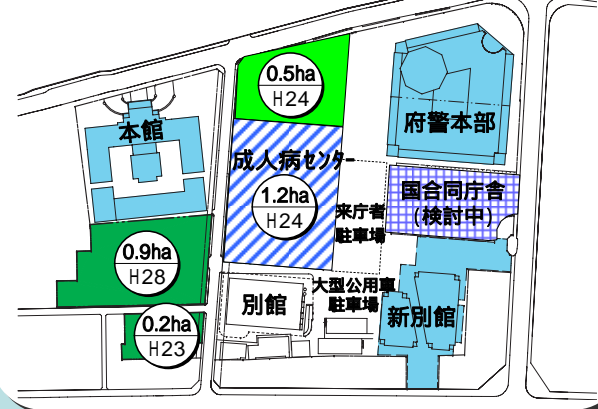 0.5ha
H24
本館
府警本部
成人病センター
1.2ha
H24
国合同庁舎
(検討中)
来庁者
駐車場
0.9ha
H28
大型公用車
駐車場
別館
新別館
0.2ha
H23